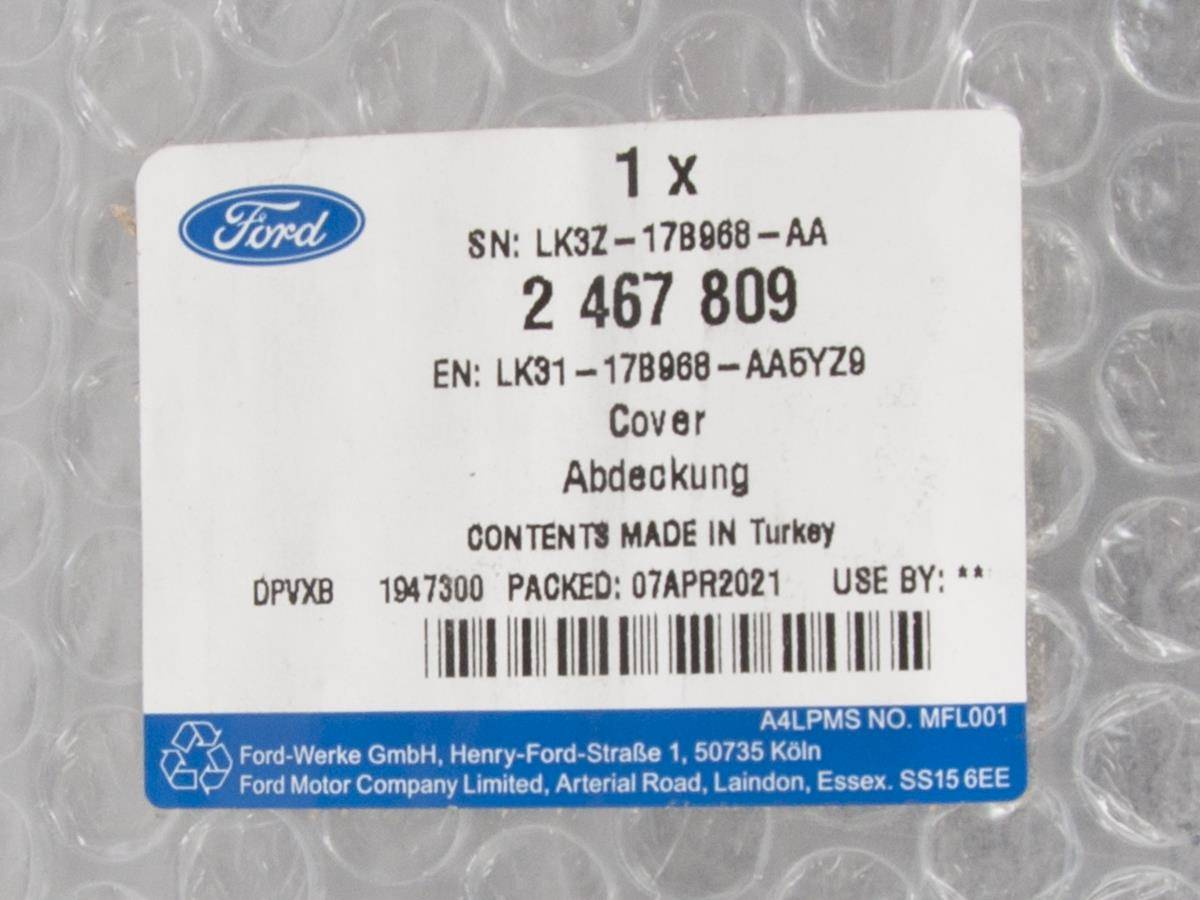 1 x
Ford
SN: LK3Z-17B968-AA
2 467 809
EN: LK31-17B968-AA5YZ9
Cover
Abdeckung
CONTENTS MADE IN Turkey
DPVXB 1947300 PACKED: 07APR2021 USE BY: **
A4LPMS NO. MFL001
Ford-Werke GmbH, Henry-Ford-Straße 1, 50735 Köln
Ford Motor Company Limited, Arterial Road, Laindon, Essex. SS15 6EE